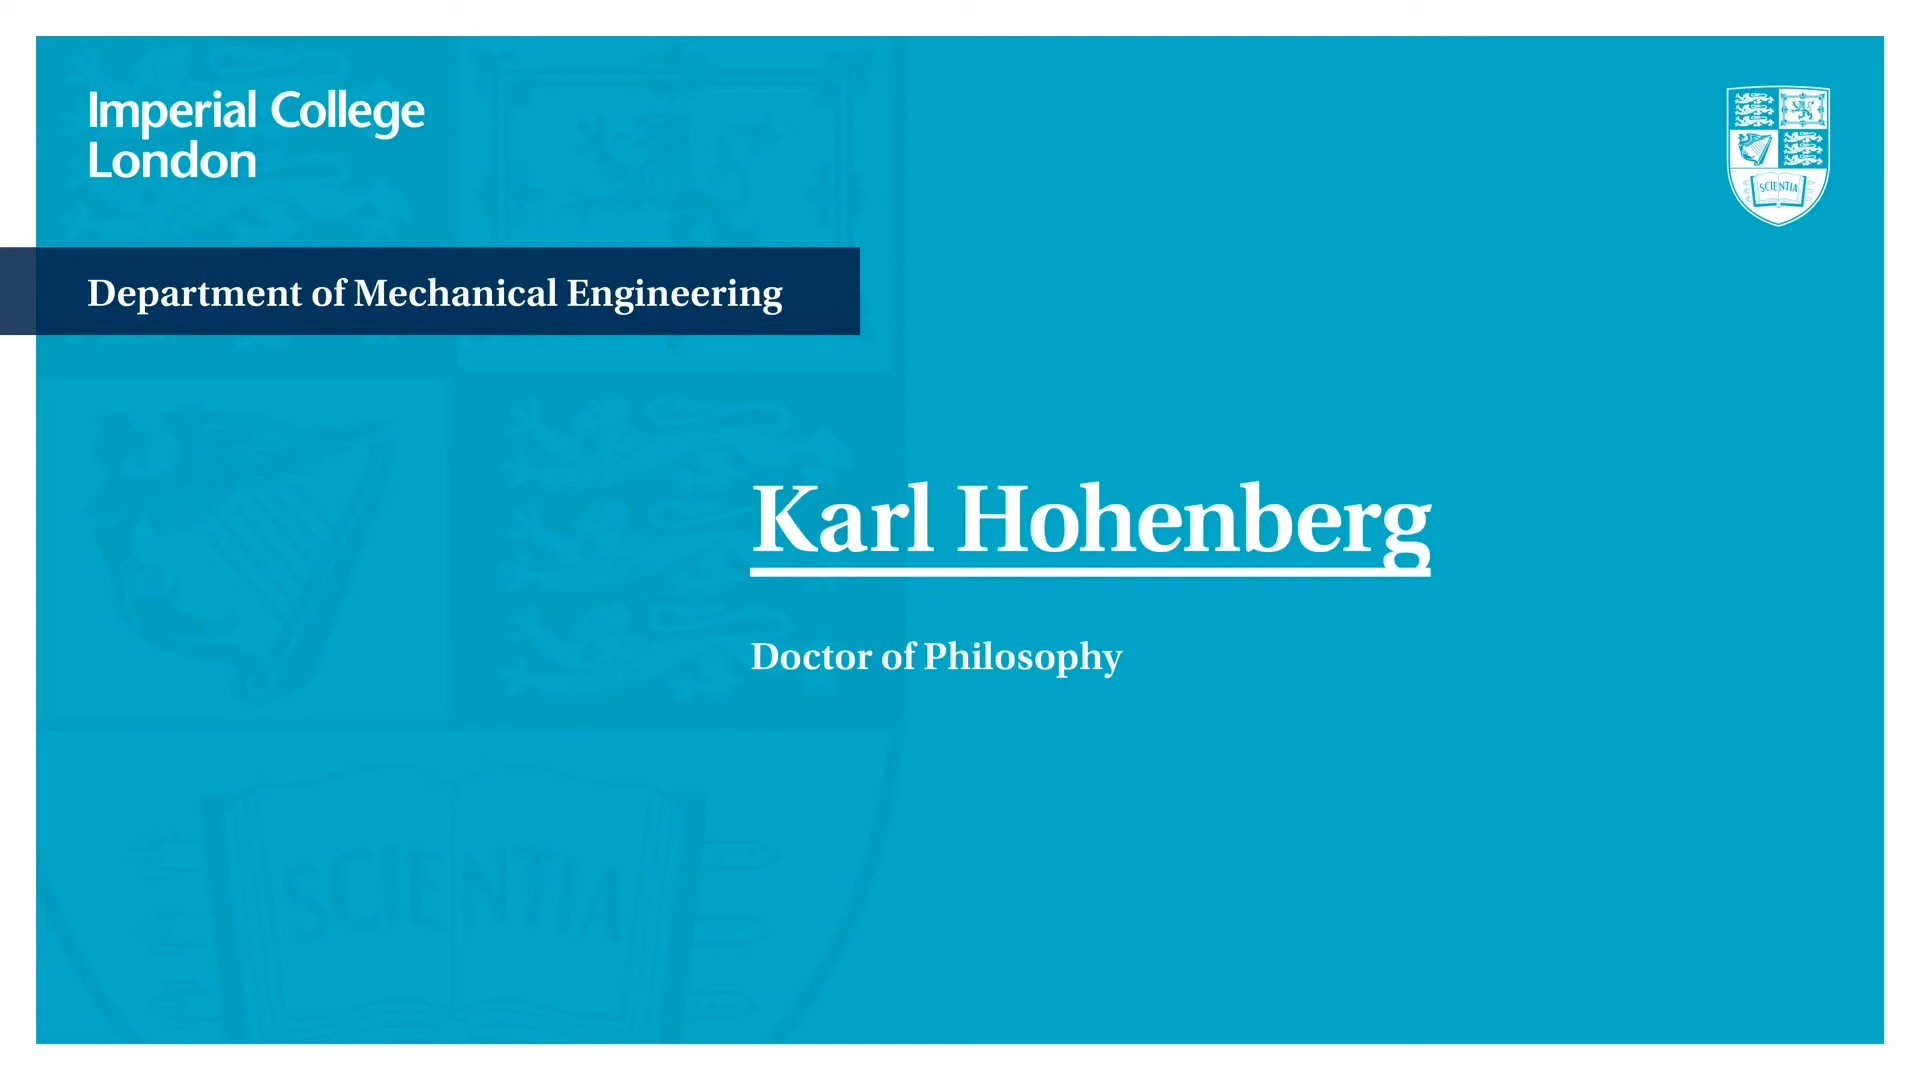 Imperial College
London
SCIENTIA
Department of Mechanical Engineering
Karl Hohenberg
Doctor of Philosophy
SCIENTIA